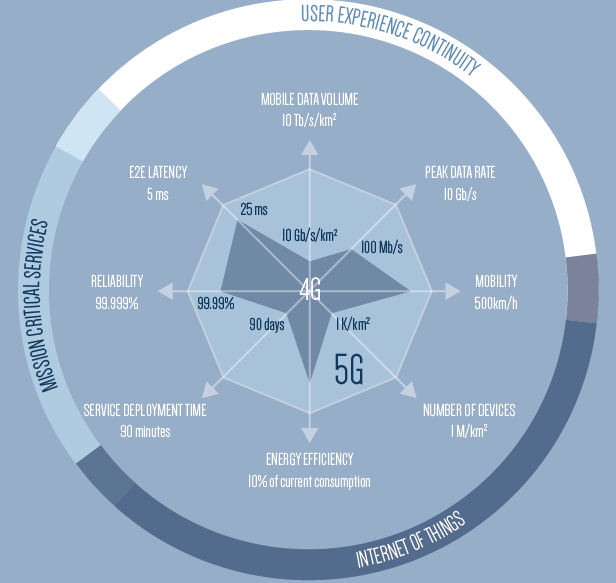 USER EXPERIENCE CONTINUITY
MOBILE DATA VOLUME
10 Tb/s/km²
E2E LATENCY
5 ms
PEAK DATA RATE
10 Gb/s
25 ms
10 Gb/s/km²
100 Mb/s
RELIABILITY
99.999%
4G
MOBILITY
500km/h
99.99%
90 days
1 K/km²
5G
MISSION CRITICAL SERVICES
SERVICE DEPLOYMENT TIME
90 minutes
NUMBER OF DEVICES
1 M/km²
ENERGY EFFICIENCY
10% of current consumption
INTERNET OF THINGS